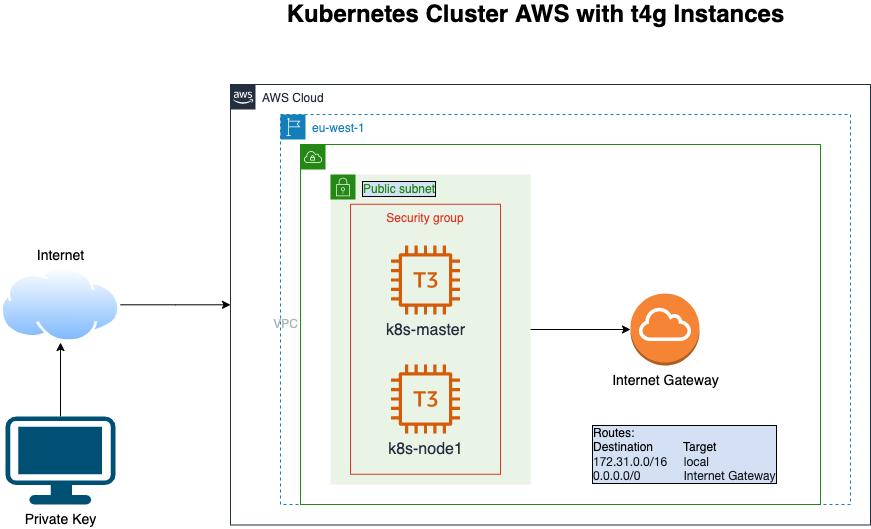 Kubernetes Cluster AWS with t4g Instances
aws
AWS Cloud
eu-west-1
Public subnet
Security group
T3
k8s-master
T3
k8s-node1
VPC
Internet
Private Key
Internet Gateway
Routes:
Destination Target
172.31.0.0/16 local
0.0.0.0/0 Internet Gateway